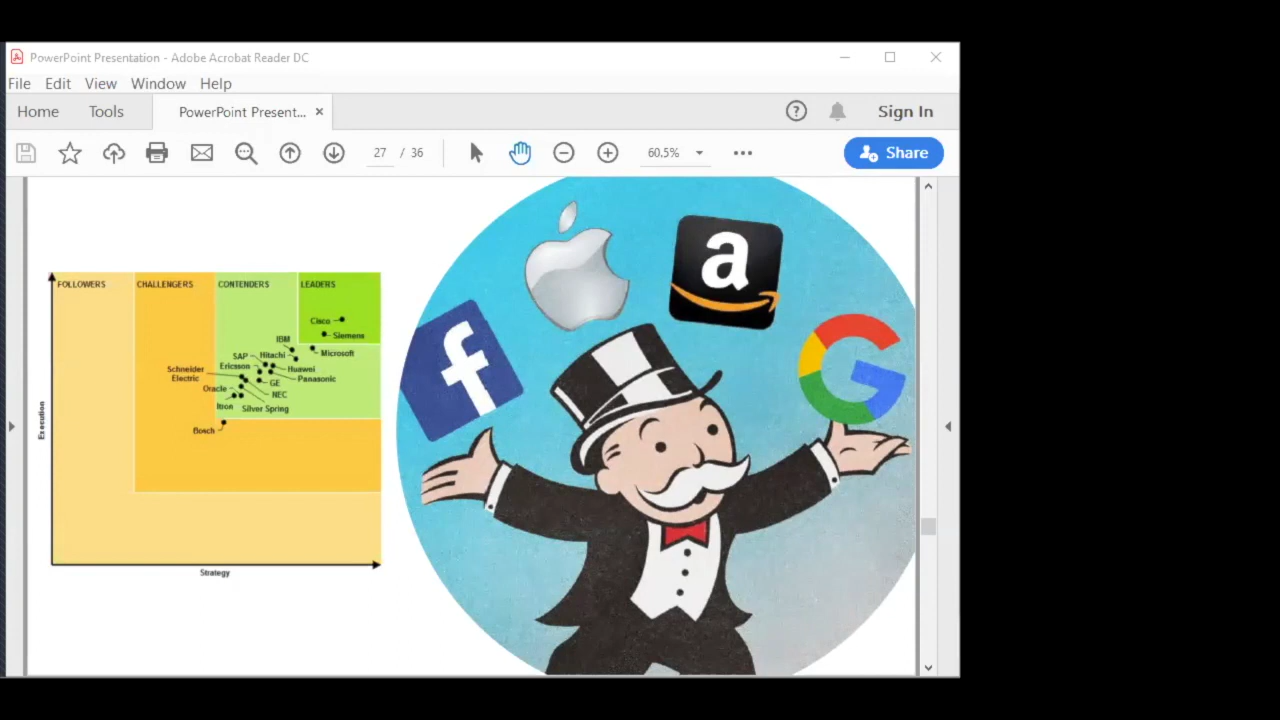 PowerPoint Presentation - Adobe Acrobat Reader DC
File Edit View Window Help
Home Tools PowerPoint Present... ×
? Sign In
27 / 36
60.5%
Share
FOLLOWERS CHALLENGERS CONTENDERS LEADERS
Cisco
Siemens
IBM
Microsoft
SAP Hitachi
Ericsson Huawei
Schneider
Electric
Panasonic
GE
Oracle
NEC
Itron Silver Spring
Bosch
Execution
Strategy
f
a
G